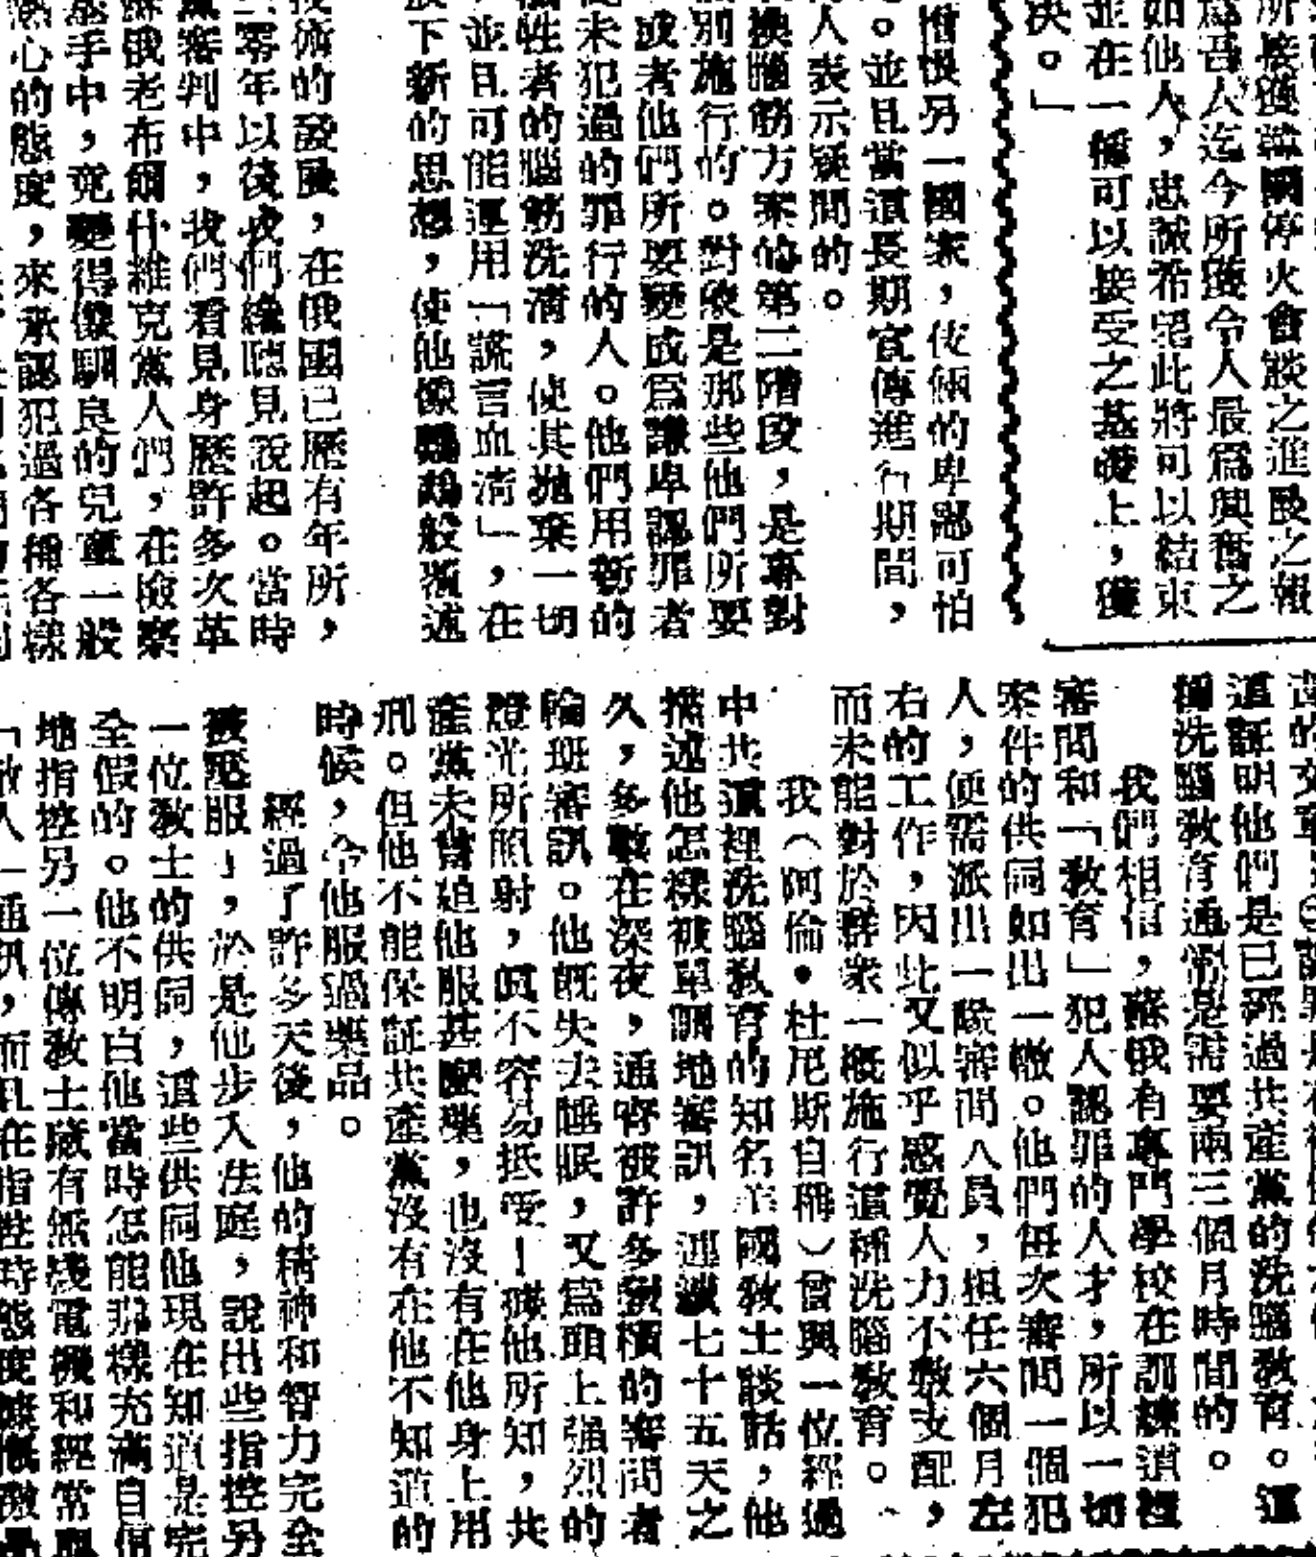 所接獲關停火會談之進展之報
爲吾人迄今所獲令人最爲興奮之
如他人，忠誠希望此將可以結束
並在一種可以接受之基礎上，獲
決。」
憎恨另一國家，伎倆的卑鄙可怕
。並且當這長期宣傳進行期間，
人表示疑問的。
換腦筋方案的第二階段，是專對
別施行的。對象是那些他們所要
或者他們所要變成爲謙卑認罪者
未犯過的罪行的人。他們用新的
牲者的腦筋洗清，使其拋棄一切
，並且可能運用「謊言血清」，在
下新的思想，使他像鸚鵡般複述
技術的發展，在俄國已歷有年所，
零年以後我們纔聽見說起。當時
黨審判中，我們看見身歷許多次革
俄老布爾什維克黨人們，在檢察
手中，竟變得像馴良的兒童一般
熱心的態度，來承認犯過各種各樣
這証明他們是已經過共產黨的洗腦教育。這
種洗腦教育通常是需要兩三個月時間的。
我們相信，蘇俄有專門學校在訓練這種
審問和「教育」犯人認罪的人才，所以一切
案件的供詞如出一轍。他們每次審問一個犯
人，便需派出一隊審問人員，担任六個月左
右的工作，因此又似乎感覺人力不敷支配，
而未能對於群衆一概施行這種洗腦教育。
我（阿倫•杜尼斯自稱）曾與一位經過
中共這裡洗腦教育的知名美國教士談話，他
描述他怎樣被單調地審訊，連續七十五天之
久，多數在深夜，通宵被許多蠻橫的審問者
輪班審訊。他旣失去睡眠，又爲頭上强烈的
燈光所照射，眞不容易抵受！據他所知，共
產黨未嘗迫他服甚麽藥，也沒有在他身上用
刑。但他不能保証共產黨沒有在他不知道的
時候，令他服過藥品。
經過了許多天後，他的精神和智力完全
被壓服」，於是他步入法庭，說出些指控另
一位教士的供詞，這些供詞他現在知道是完
全假的。他不明白他當時怎能那樣充滿自信
地指控另一位傳教士藏有無綫電機和經常與
「敵人」通訊，而且在指控時態度慷慨激昂